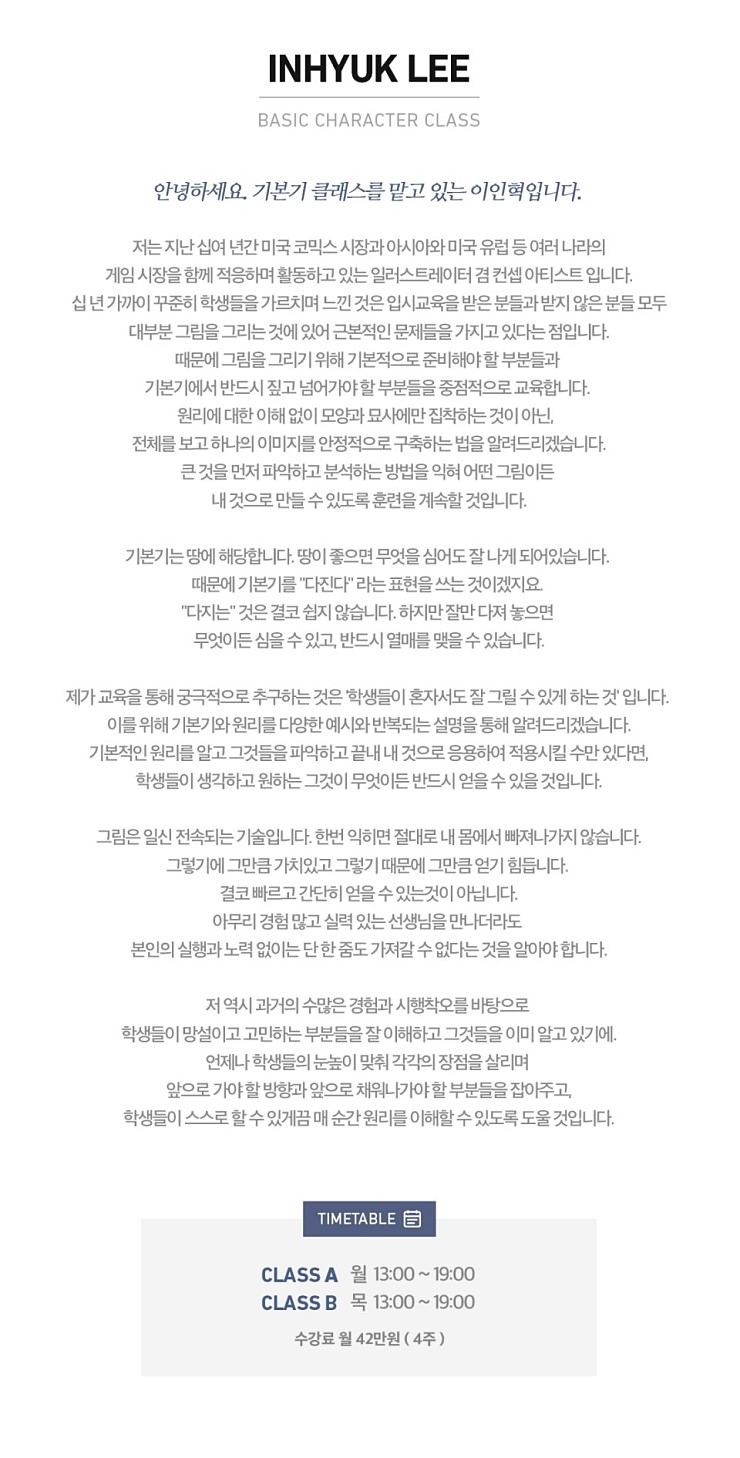 INHYUK LEE
BASIC CHARACTER CLASS
안녕하세요. 기본기 클래스를 맡고 있는 이인혁입니다.
저는 지난 십여 년간 미국 코믹스 시장과 아시아와 미국 유럽 등 여러 나라의
게임 시장을 함께 적응하며 활동하고 있는 일러스트레이터 겸 컨셉 아티스트 입니다.
십 년 가까이 꾸준히 학생들을 가르치며 느낀 것은 입시교육을 받은 분들과 받지 않은 분들 모두
대부분 그림을 그리는 것에 있어 근본적인 문제들을 가지고 있다는 점입니다.
때문에 그림을 그리기 위해 기본적으로 준비해야 할 부분들과
기본기에서 반드시 짚고 넘어가야 할 부분들을 중점적으로 교육합니다.
원리에 대한 이해 없이 모양과 묘사에만 집착하는 것이 아닌,
전체를 보고 하나의 이미지를 안정적으로 구축하는 법을 알려드리겠습니다.
큰 것을 먼저 파악하고 분석하는 방법을 익혀 어떤 그림이든
내 것으로 만들 수 있도록 훈련을 계속할 것입니다.
기본기는 땅에 해당합니다. 땅이 좋으면 무엇을 심어도 잘 나게 되어있습니다.
때문에 기본기를 "다진다" 라는 표현을 쓰는 것이겠지요.
"다지는" 것은 결코 쉽지 않습니다. 하지만 잘만 다져 놓으면
무엇이든 심을 수 있고, 반드시 열매를 맺을 수 있습니다.
제가 교육을 통해 궁극적으로 추구하는 것은 '학생들이 혼자서도 잘 그릴 수 있게 하는 것' 입니다.
이를 위해 기본기와 원리를 다양한 예시와 반복되는 설명을 통해 알려드리겠습니다.
기본적인 원리를 알고 그것들을 파악하고 끝내 내 것으로 응용하여 적용시킬 수만 있다면,
학생들이 생각하고 원하는 그것이 무엇이든 반드시 얻을 수 있을 것입니다.
그림은 일신 전속되는 기술입니다. 한번 익히면 절대로 내 몸에서 빠져나가지 않습니다.
그렇기에 그만큼 가치있고 그렇기 때문에 그만큼 얻기 힘듭니다.
결코 빠르고 간단히 얻을 수 있는것이 아닙니다.
아무리 경험 많고 실력 있는 선생님을 만나더라도
본인의 실행과 노력 없이는 단 한 줌도 가져갈 수 없다는 것을 알아야 합니다.
저 역시 과거의 수많은 경험과 시행착오를 바탕으로
학생들이 망설이고 고민하는 부분들을 잘 이해하고 그것들을 이미 알고 있기에.
언제나 학생들의 눈높이 맞춰 각각의 장점을 살리며
앞으로 가야 할 방향과 앞으로 채워나가야 할 부분들을 잡아주고,
학생들이 스스로 할 수 있게끔 매 순간 원리를 이해할 수 있도록 도울 것입니다.
TIMETABLE
CLASS A 월 13:00 ~ 19:00
CLASS B 목 13:00 ~ 19:00
수강료 월 42만원 ( 4주 )